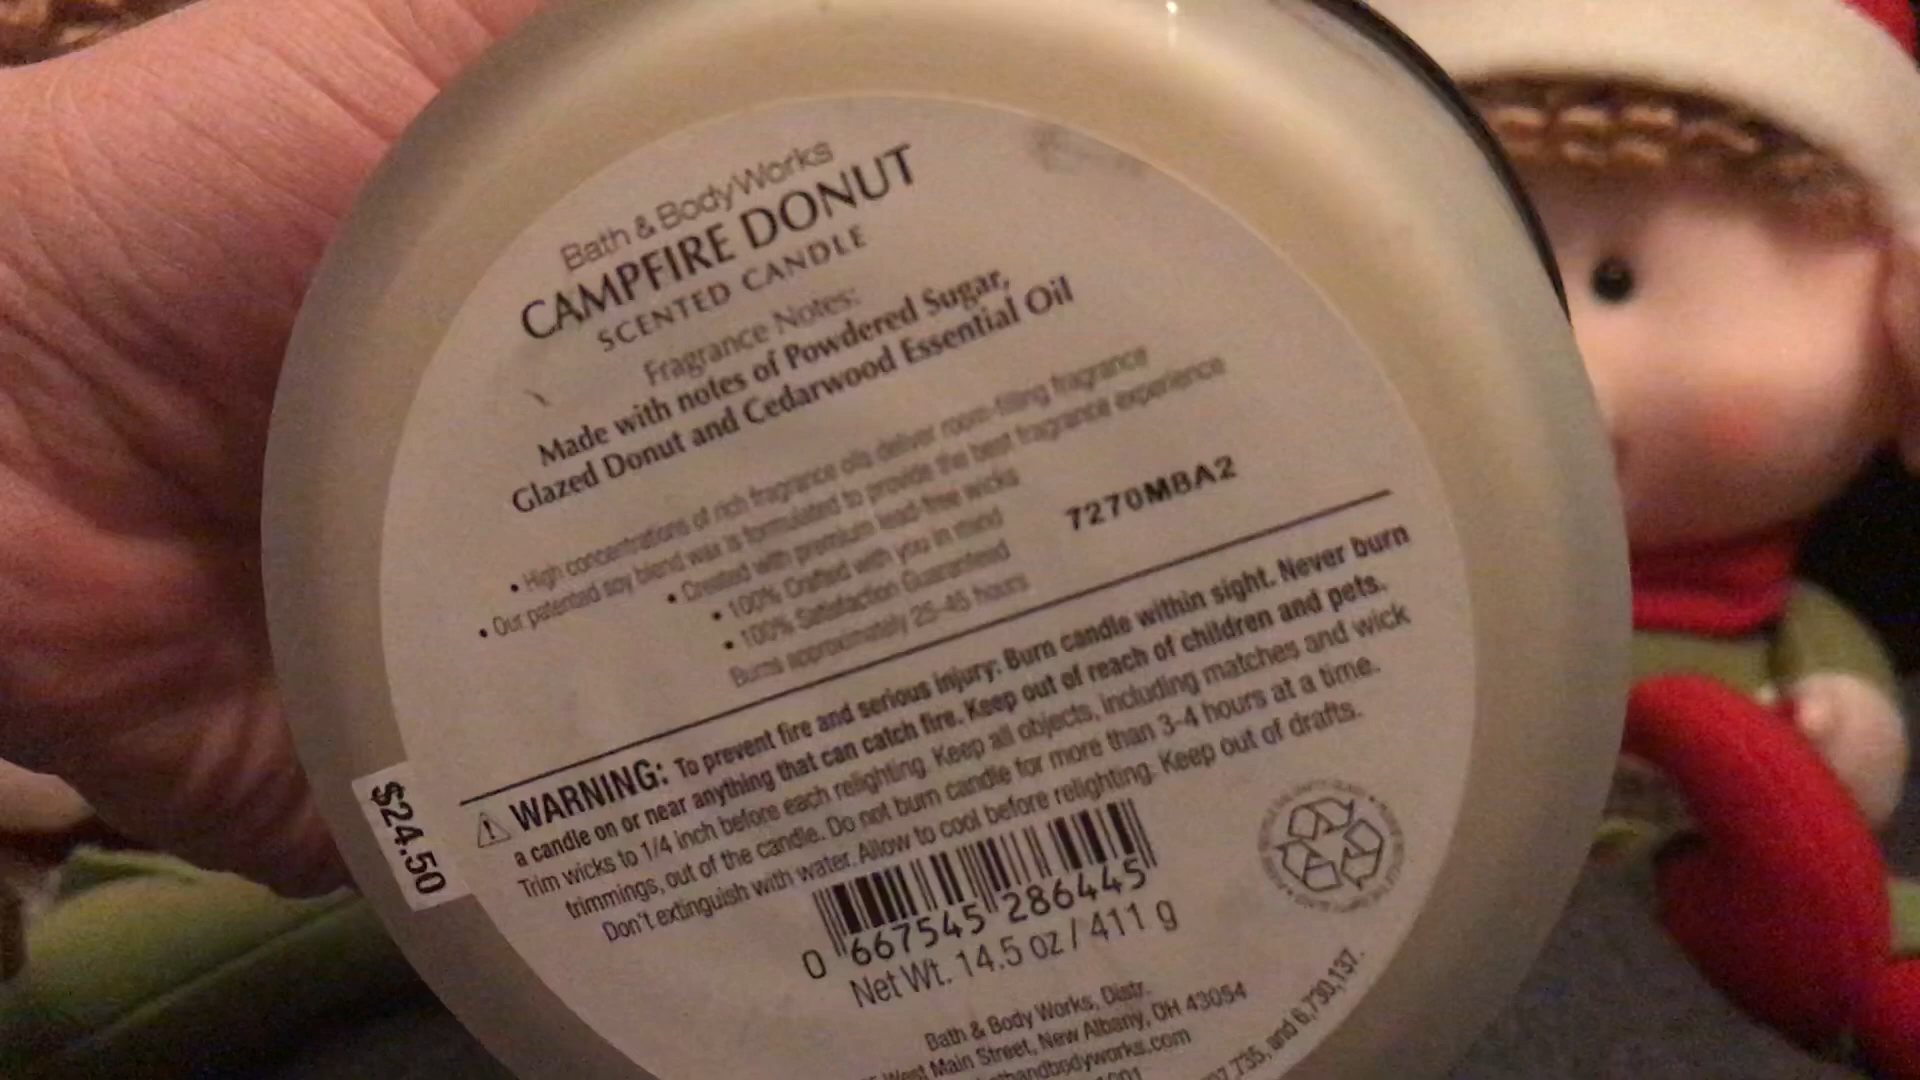 Bath & Body Works
CAMPFIRE DONUT
SCENTED CANDLE
Fragrance Notes:
Made with notes of Powdered Sugar,
Glazed Donut and Cedarwood Essential Oil
• High concentrations of rich fragrance oils deliver room-filling fragrance
• Our patented soy blend wax is formulated to provide the best fragrance experience
• Created with premium lead-free wicks
• 100% Crafted with you in mind
• 100% Satisfaction Guaranteed
Burns approximately 25-45 hours
7270MBA2
WARNING: To prevent fire and serious injury: Burn candle within sight. Never burn
a candle on or near anything that can catch fire. Keep out of reach of children and pets.
Trim wicks to 1/4 inch before each relighting. Keep all objects, including matches and wick
trimmings, out of the candle. Do not burn candle for more than 3-4 hours at a time.
Don't extinguish with water. Allow to cool before relighting. Keep out of drafts.
$24.50
0 667545 286445
Net Wt. 14.5 oz / 411 g
Bath & Body Works, Distr.
West Main Street, New Albany, OH 43054
bodyworks.com
735, and 6,730,137.